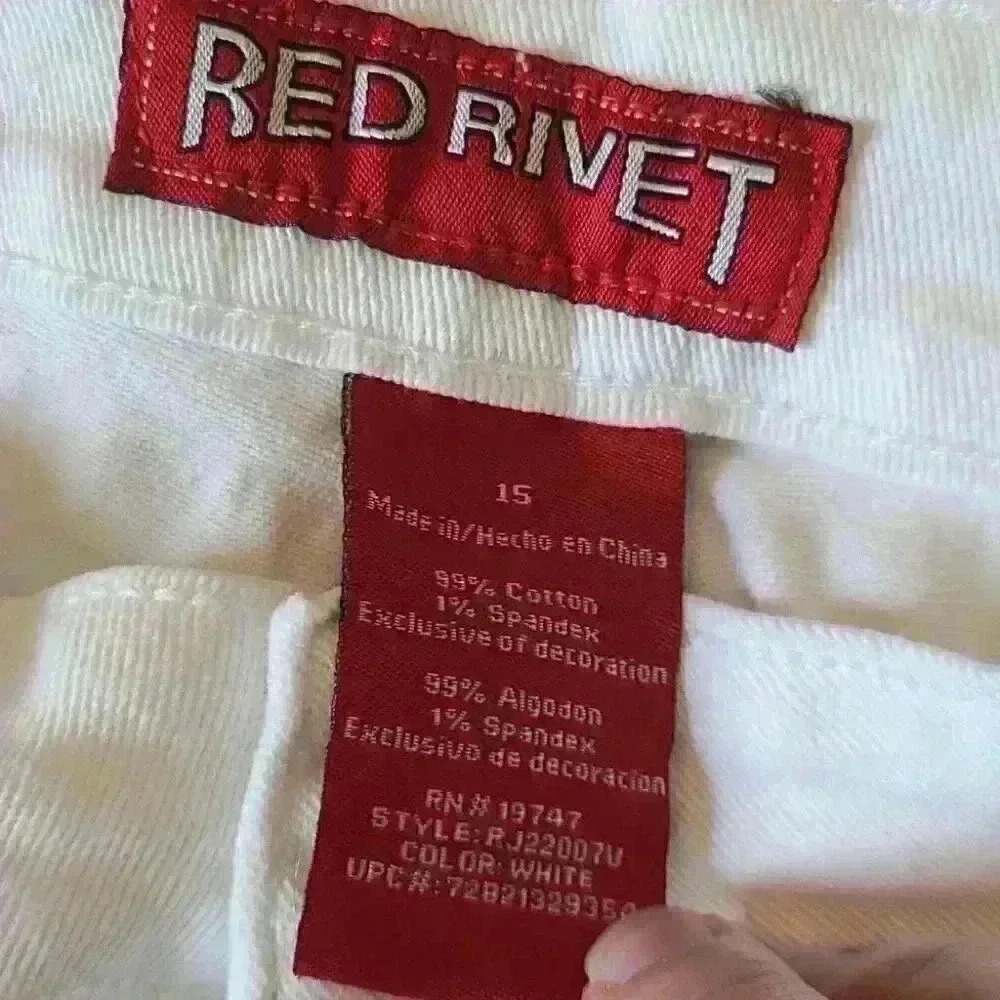 RED RIVET
15
Made in/Hecho en China
99% Cotton
1% Spandex
Exclusive of decoration
99% Algodon
1% Spandex
Exclusivo de decoracion
RN # 19747
STYLE: RJ22007U
COLOR: WHITE
UPC#: